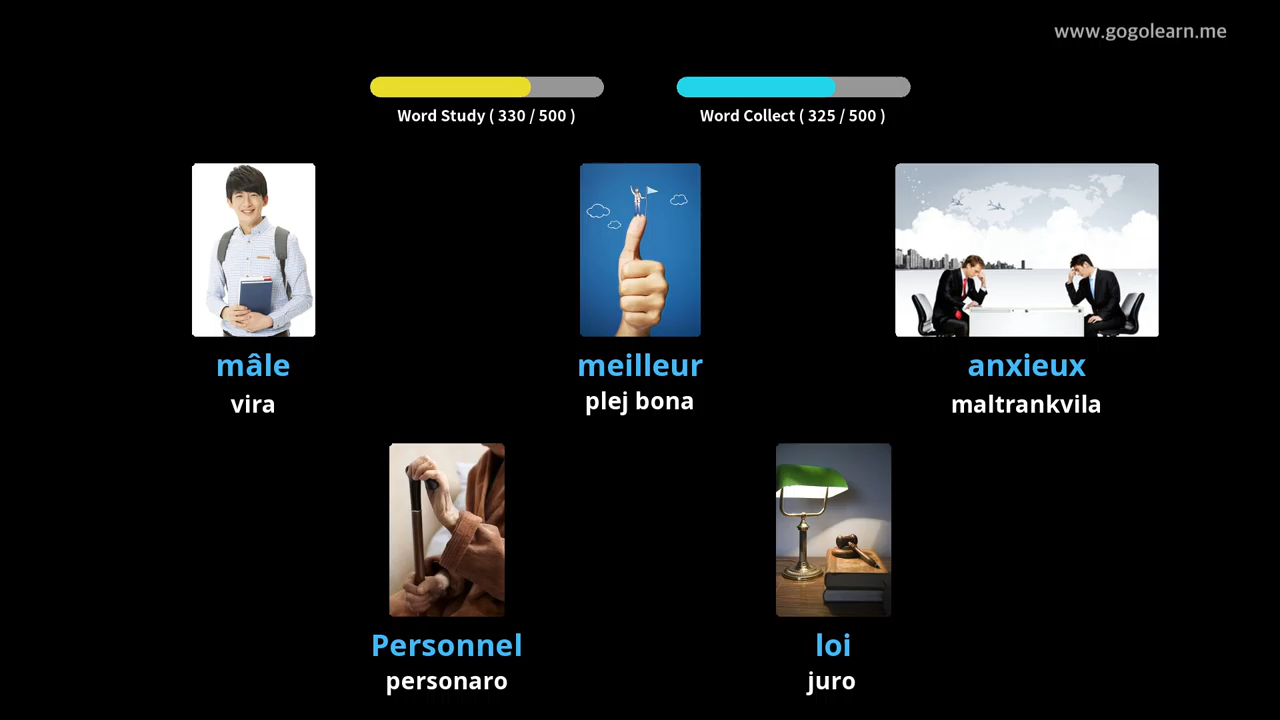 www.gogolearn.me
Word Study ( 330 / 500 )
Word Collect ( 325 / 500 )
mâle
vira
meilleur
plej bona
anxieux
maltrankvila
Personnel
personaro
loi
juro